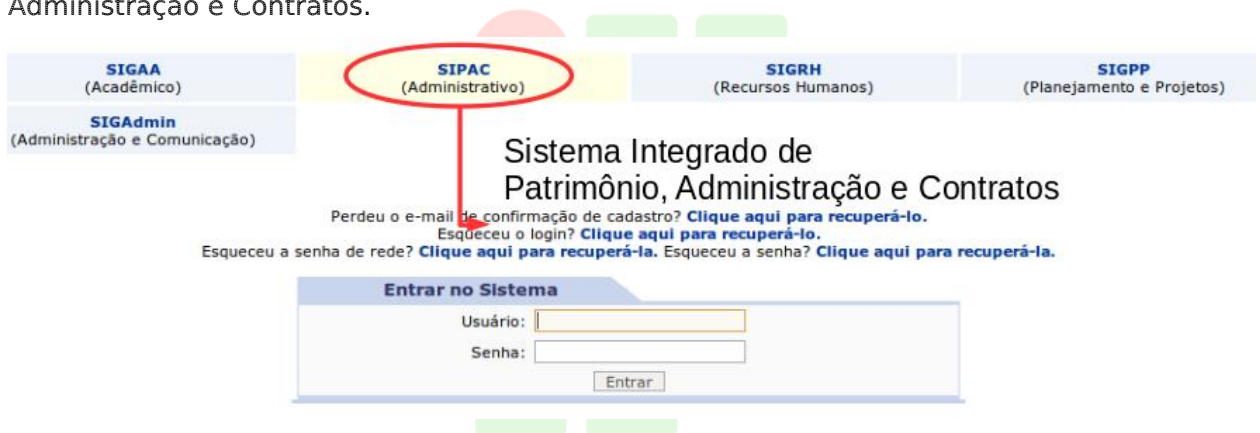 Administração e Contratos.
SIGAA SIPAC SIGRH SIGPP
(Acadêmico) (Administrativo) (Recursos Humanos) (Planejamento e Projetos)
SIGAdmin
(Administração e Comunicação)
Sistema Integrado de
Patrimônio, Administração e Contratos
Perdeu o e-mail de confirmação de cadastro? Clique aqui para recuperá-lo.
Esqueceu o login? Clique aqui para recuperá-lo.
Esqueceu a senha de rede? Clique aqui para recuperá-la. Esqueceu a senha? Clique aqui para recuperá-la.
Entrar no Sistema
Usuário:
Senha:
Entrar